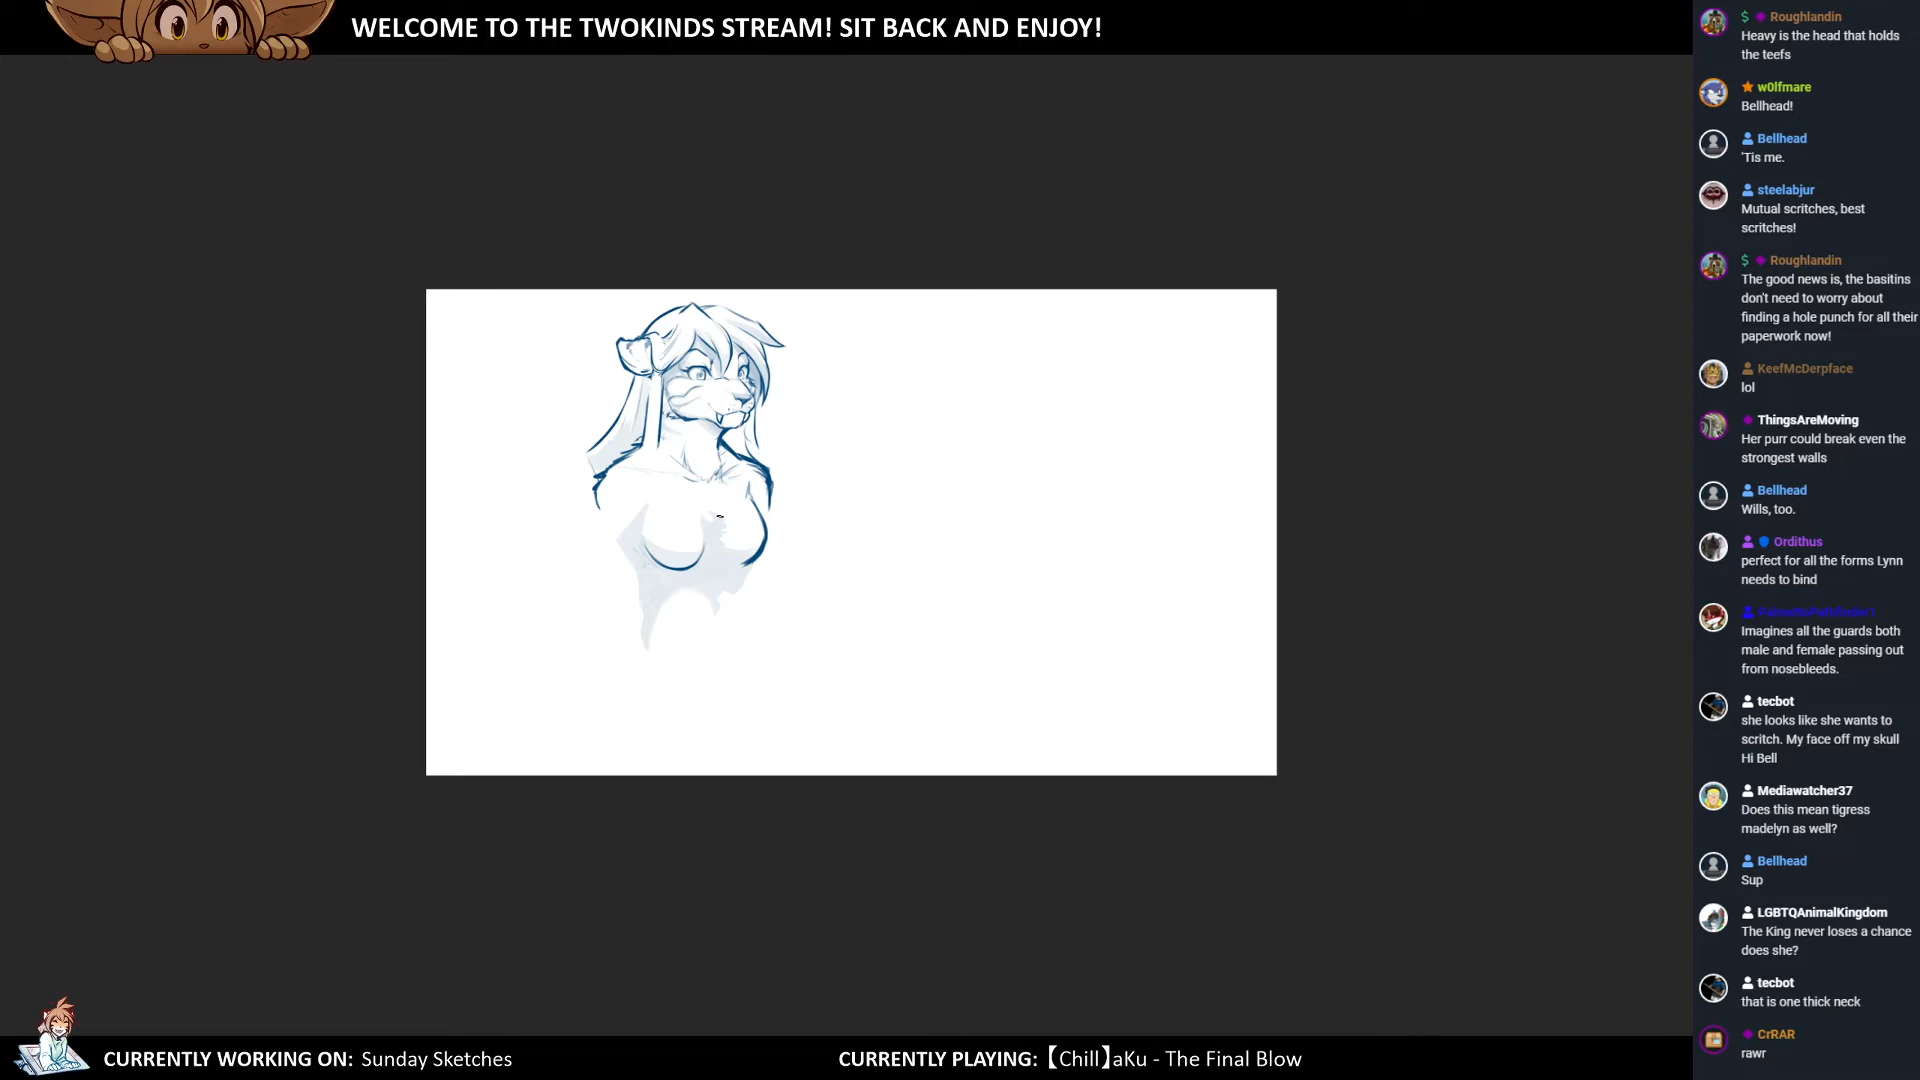 WELCOME TO THE TWOKINDS STREAM! SIT BACK AND ENJOY!
$ Roughlandin
Heavy is the head that holds
the teefs
w0lfmare
Bellhead!
Bellhead
'Tis me.
steelabjur
Mutual scritches, best
scritches!
$ Roughlandin
The good news is, the basitins
don't need to worry about
finding a hole punch for all their
paperwork now!
KeefMcDerpface
lol
ThingsAreMoving
Her purr could break even the
strongest walls
Bellhead
Wills, too.
Ordithus
perfect for all the forms Lynn
needs to bind
PalmettoPathfinder1
Imagines all the guards both
male and female passing out
from nosebleeds.
tecbot
she looks like she wants to
scritch. My face off my skull
Hi Bell
Mediawatcher37
Does this mean tigress
madelyn as well?
Bellhead
Sup
LGBTQAnimalKingdom
The King never loses a chance
does she?
tecbot
that is one thick neck
CrRAR
rawr
CURRENTLY WORKING ON: Sunday Sketches
CURRENTLY PLAYING:【Chill】aKu - The Final Blow